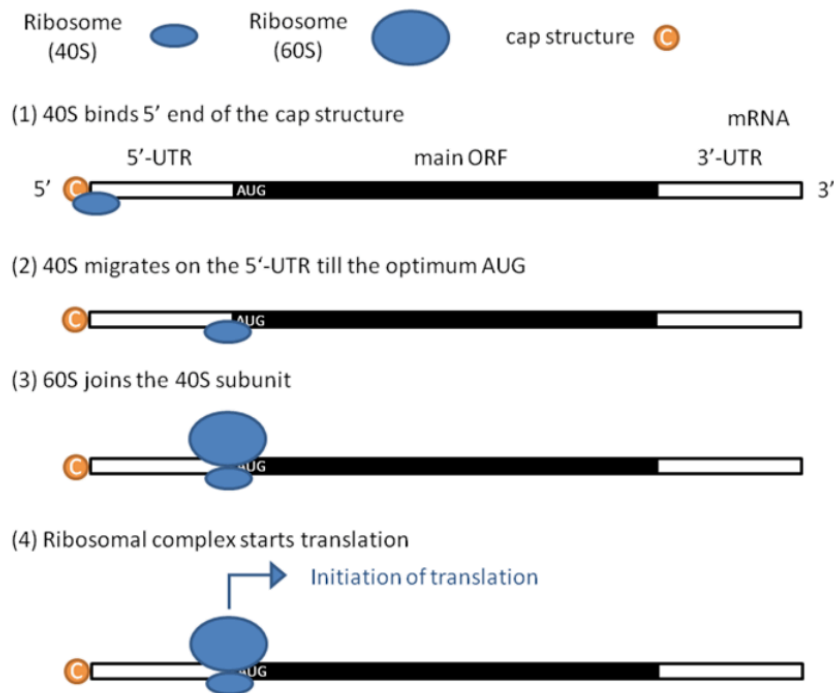 Ribosome (40S)
Ribosome (60S)
cap structure C
(1) 40S binds 5’ end of the cap structure
mRNA
5’-UTR main ORF 3’-UTR
5’ C AUG 3’
(2) 40S migrates on the 5‘-UTR till the optimum AUG
C AUG
(3) 60S joins the 40S subunit
C AUG
(4) Ribosomal complex starts translation
Initiation of translation
C AUG